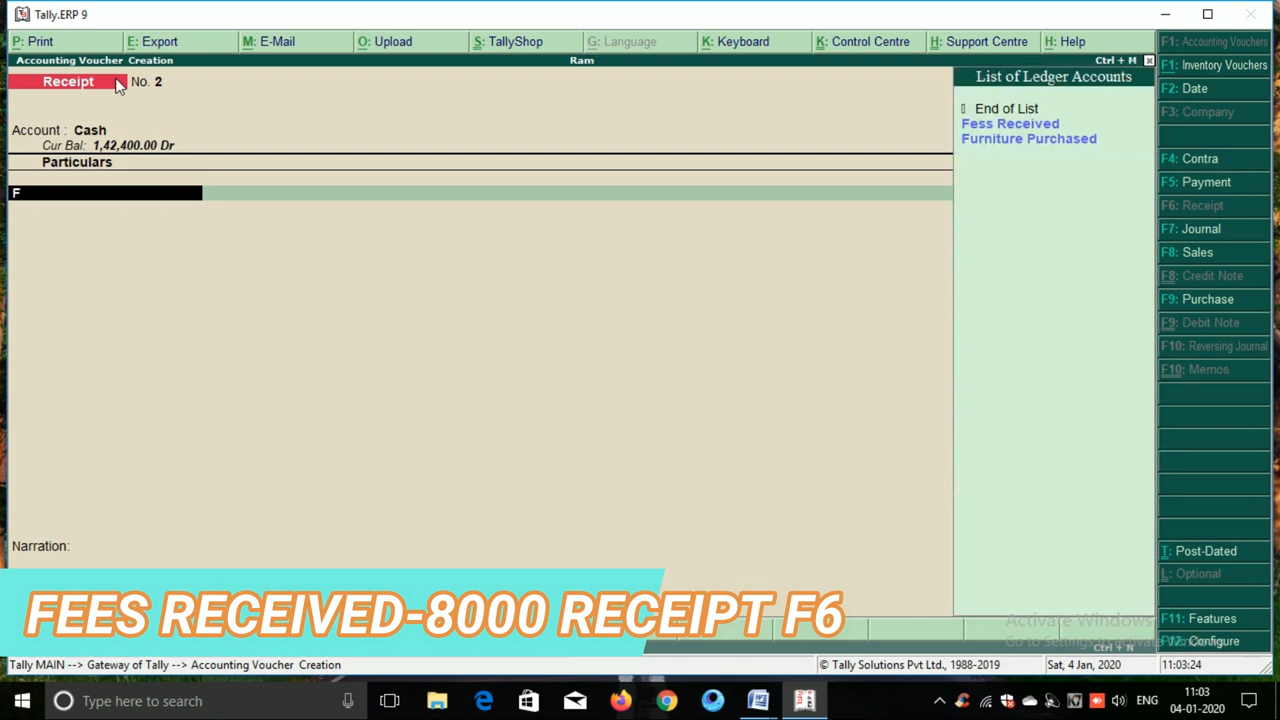 Tally.ERP 9
P: Print
E: Export
M: E-Mail
O: Upload
S: TallyShop
G: Language
K: Keyboard
K: Control Centre
H: Support Centre
H: Help
Accounting Voucher Creation
Ram
Ctrl + M
Receipt
No. 2
Account : Cash
Cur Bal: 1,42,400.00 Dr
Particulars
F
List of Ledger Accounts
End of List
Fess Received
Furniture Purchased
F1: Accounting Vouchers
F1: Inventory Vouchers
F2: Date
F3: Company
F4: Contra
F5: Payment
F6: Receipt
F7: Journal
F8: Sales
F8: Credit Note
F9: Purchase
F9: Debit Note
F10: Reversing Journal
F10: Memos
T: Post-Dated
L: Optional
F11: Features
F12: Configure
Narration:
FEES RECEIVED-8000 RECEIPT F6
Activate Windows
Ctrl + N
Tally MAIN --> Gateway of Tally --> Accounting Voucher Creation
© Tally Solutions Pvt Ltd., 1988-2019
Sat, 4 Jan, 2020
11:03:24
Type here to search
ENG
11:03
04-01-2020